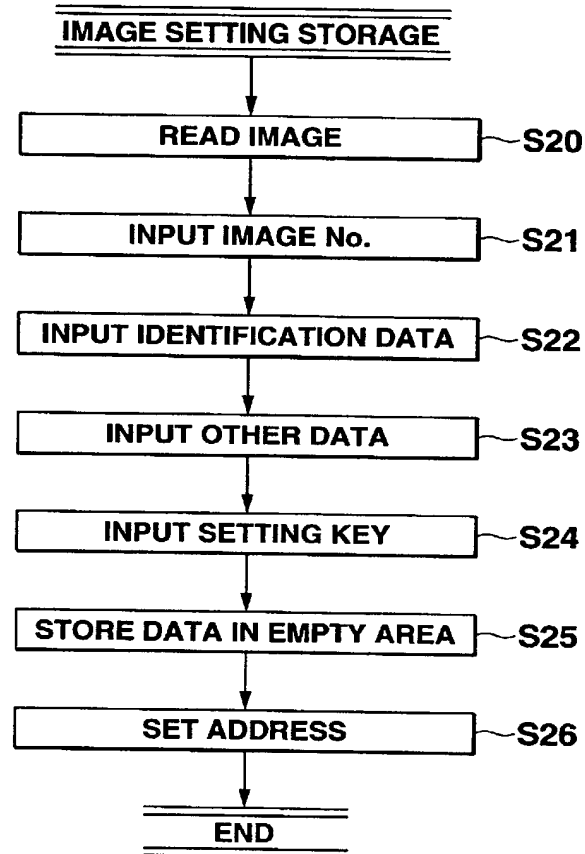 IMAGE SETTING STORAGE
READ IMAGE S20
INPUT IMAGE No. S21
INPUT IDENTIFICATION DATA S22
INPUT OTHER DATA S23
INPUT SETTING KEY S24
STORE DATA IN EMPTY AREA S25
SET ADDRESS S26
END